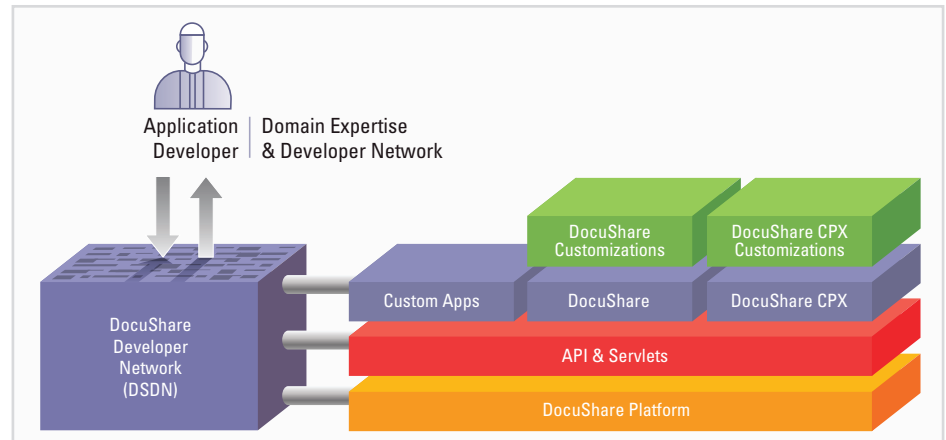 Application
Developer
Domain Expertise
& Developer Network
DocuShare
Customizations
DocuShare CPX
Customizations
Custom Apps
DocuShare
DocuShare CPX
DocuShare
Developer
Network
(DSDN)
API & Servlets
DocuShare Platform